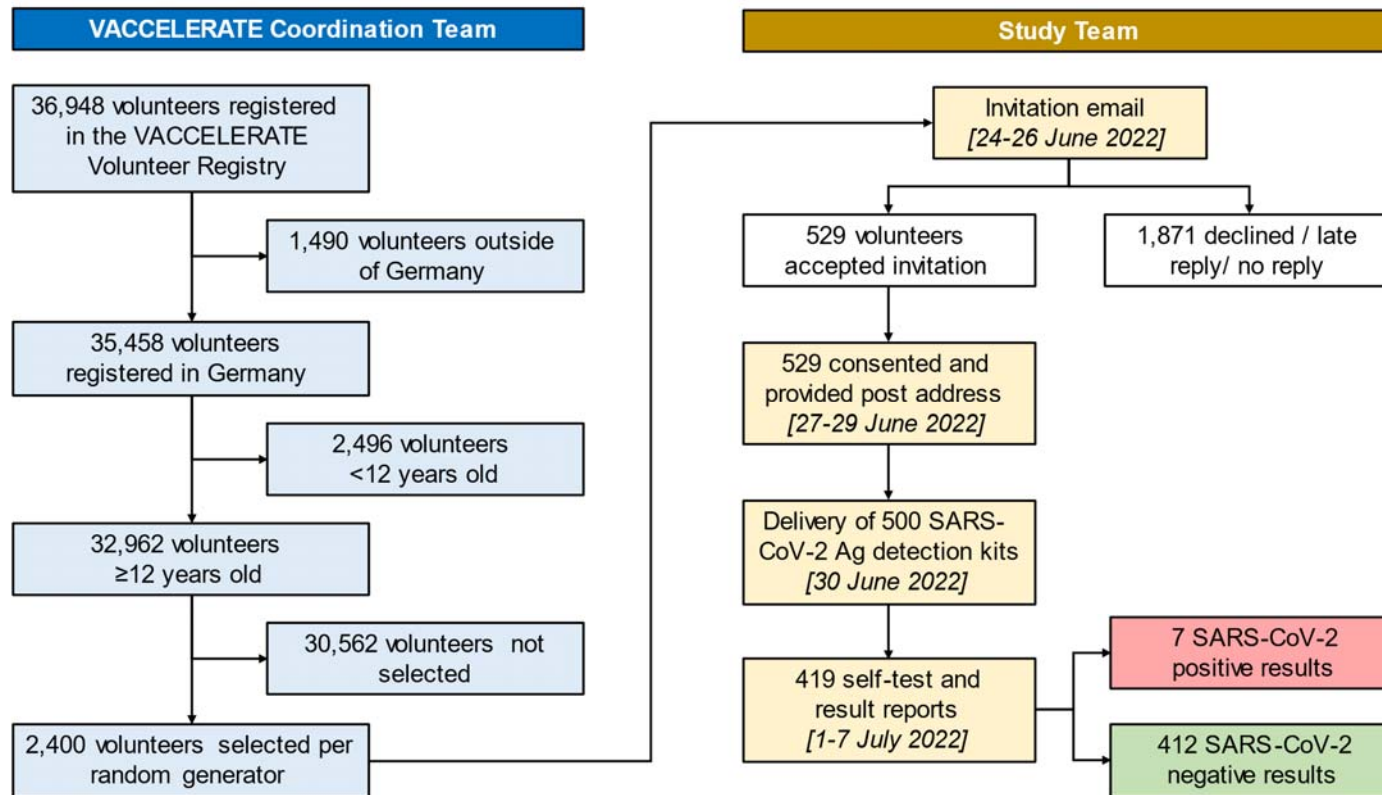 VACCELERATE Coordination Team
36,948 volunteers registered
in the VACCELERATE
Volunteer Registry
1,490 volunteers outside
of Germany
35,458 volunteers
registered in Germany
2,496 volunteers
<12 years old
32,962 volunteers
≥12 years old
30,562 volunteers not
selected
2,400 volunteers selected per
random generator
Study Team
Invitation email
[24-26 June 2022]
529 volunteers
accepted invitation
1,871 declined / late
reply/ no reply
529 consented and
provided post address
[27-29 June 2022]
Delivery of 500 SARS-
CoV-2 Ag detection kits
[30 June 2022]
419 self-test and
result reports
[1-7 July 2022]
7 SARS-CoV-2
positive results
412 SARS-CoV-2
negative results